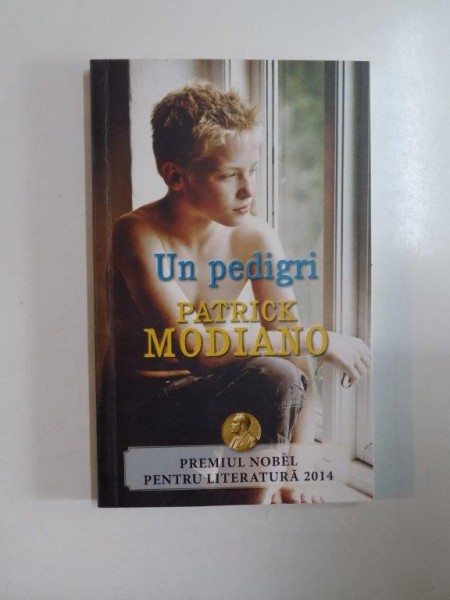 Un pedigri
PATRICK
MODIANO
PREMIUL NOBEL
PENTRU LITERATURĂ 2014